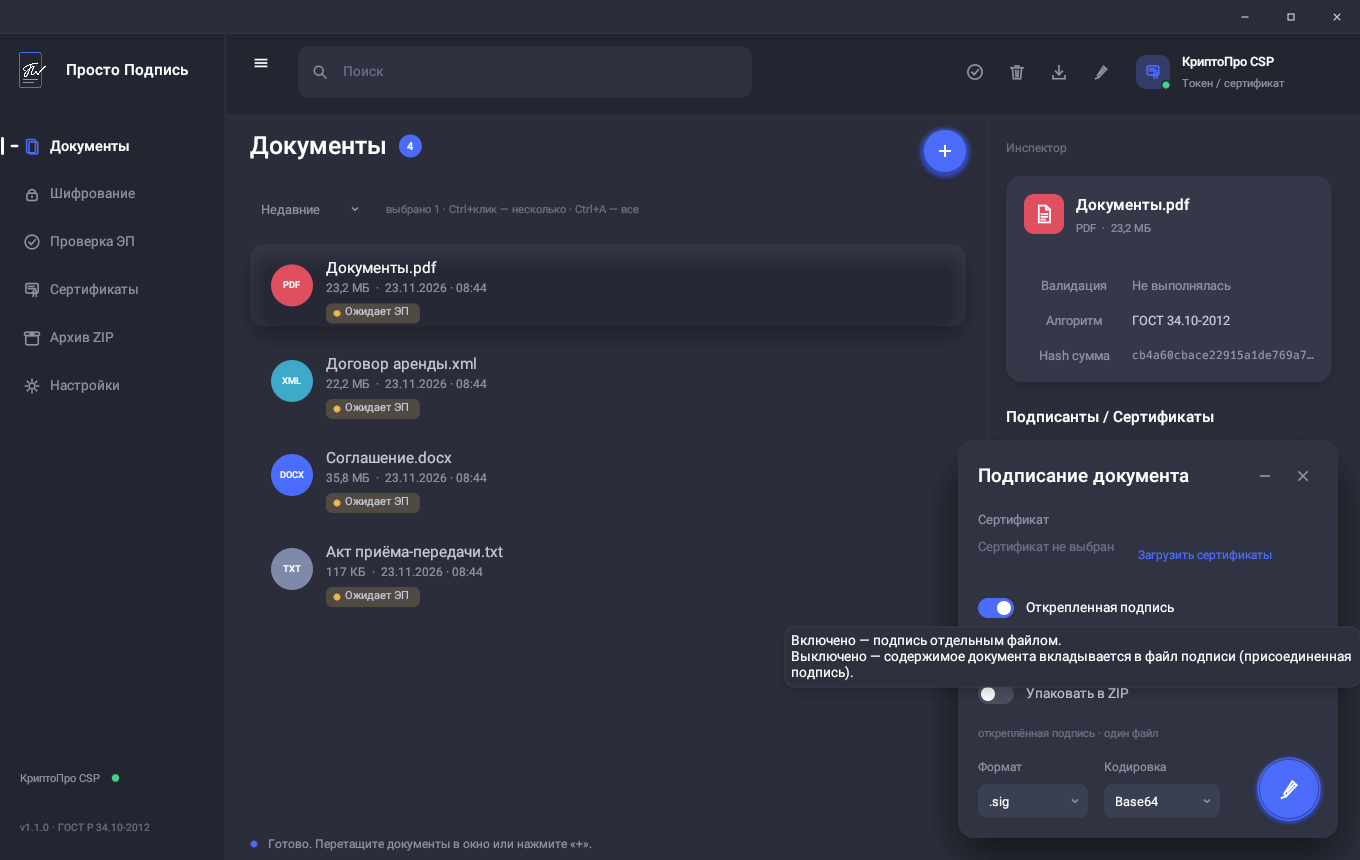 Просто Подпись
Поиск
КриптоПро CSP
Токен / сертификат
Документы
Шифрование
Проверка ЭП
Сертификаты
Архив ZIP
Настройки
КриптоПро CSP
v1.1.0 · ГОСТ Р 34.10-2012
Документы 4
+
Недавние
выбрано 1 · Ctrl+клик — несколько · Ctrl+A — все
PDF
Документы.pdf
23,2 МБ · 23.11.2026 · 08:44
Ожидает ЭП
XML
Договор аренды.xml
22,2 МБ · 23.11.2026 · 08:44
Ожидает ЭП
DOCX
Соглашение.docx
35,8 МБ · 23.11.2026 · 08:44
Ожидает ЭП
TXT
Акт приёма-передачи.txt
117 КБ · 23.11.2026 · 08:44
Ожидает ЭП
Готово. Перетащите документы в окно или нажмите «+».
Инспектор
Документы.pdf
PDF · 23,2 МБ
Валидация Не выполнялась
Алгоритм ГОСТ 34.10-2012
Hash сумма cb4a60cbace22915a1de769a7…
Подписанты / Сертификаты
Подписание документа
Сертификат
Сертификат не выбран
Загрузить сертификаты
Открепленная подпись
Включено — подпись отдельным файлом.
Выключено — содержимое документа вкладывается в файл подписи (присоединенная
подпись).
Упаковать в ZIP
откреплённая подпись · один файл
Формат Кодировка
.sig Base64